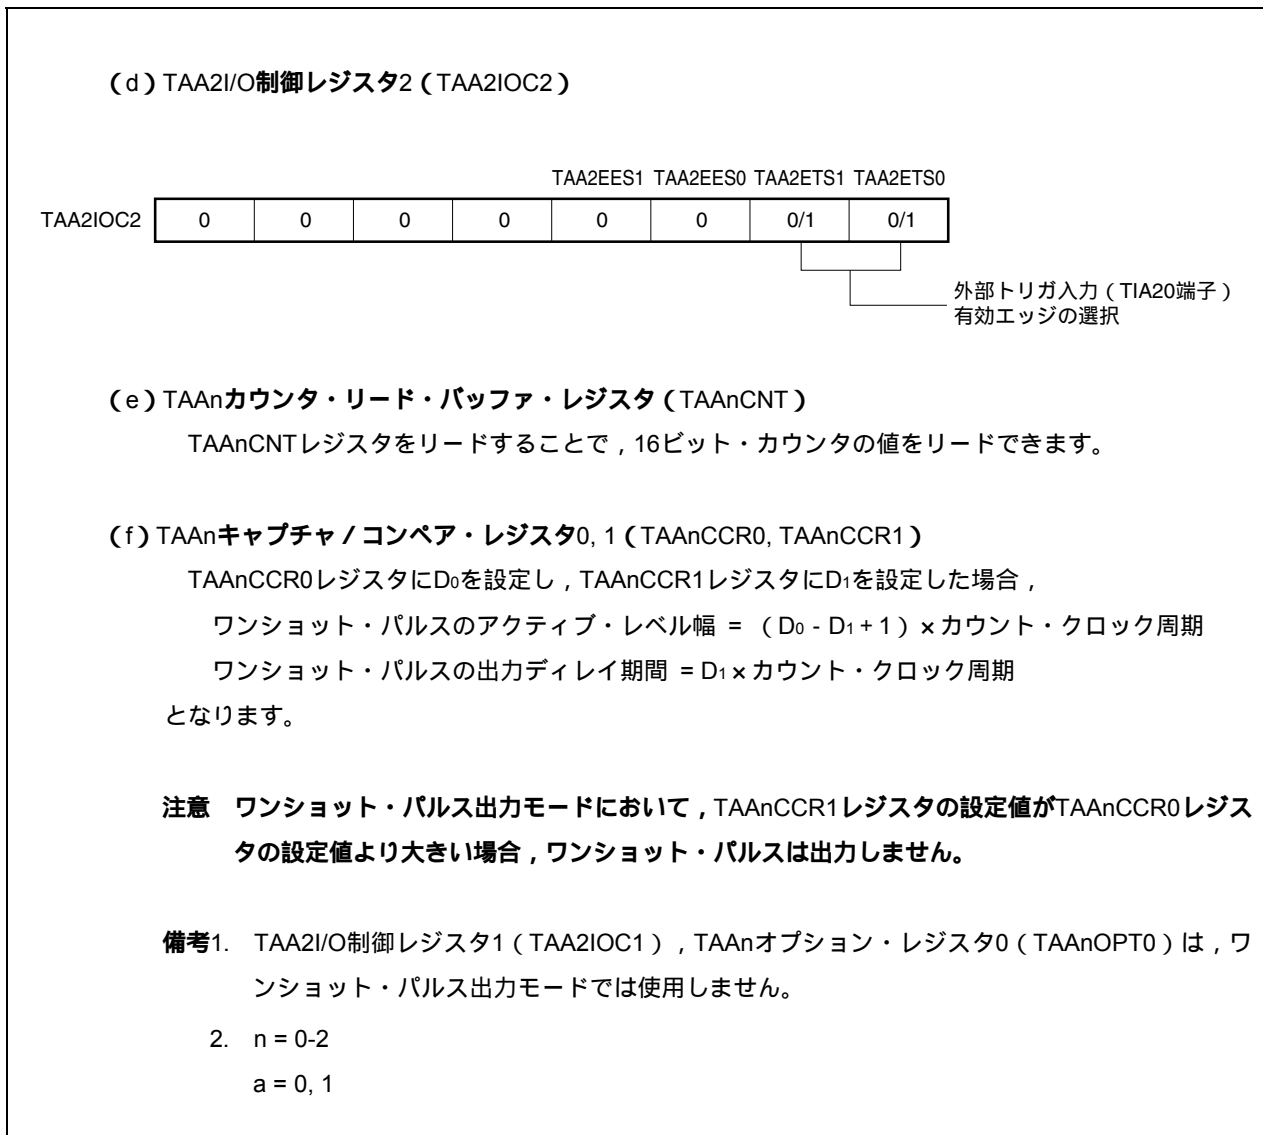 (d)TAA2I/O制御レジスタ2(TAA2IOC2)
TAA2EES1 TAA2EES0 TAA2ETS1 TAA2ETS0
TAA2IOC2 0 0 0 0 0 0 0/1 0/1
外部トリガ入力(TIA20端子)
有効エッジの選択
(e)TAAnカウンタ・リード・バッファ・レジスタ(TAAnCNT)
TAAnCNTレジスタをリードすることで,16ビット・カウンタの値をリードできます。
(f)TAAnキャプチャ/コンペア・レジスタ0, 1(TAAnCCR0, TAAnCCR1)
TAAnCCR0レジスタにD0を設定し,TAAnCCR1レジスタにD1を設定した場合,
ワンショット・パルスのアクティブ・レベル幅 = (D0 - D1 + 1)×カウント・クロック周期
ワンショット・パルスの出力ディレイ期間 = D1×カウント・クロック周期
となります。
注意 ワンショット・パルス出力モードにおいて,TAAnCCR1レジスタの設定値がTAAnCCR0レジス
タの設定値より大きい場合,ワンショット・パルスは出力しません。
備考1. TAA2I/O制御レジスタ1(TAA2IOC1),TAAnオプション・レジスタ0(TAAnOPT0)は,ワ
ンショット・パルス出力モードでは使用しません。
2. n = 0-2
a = 0, 1